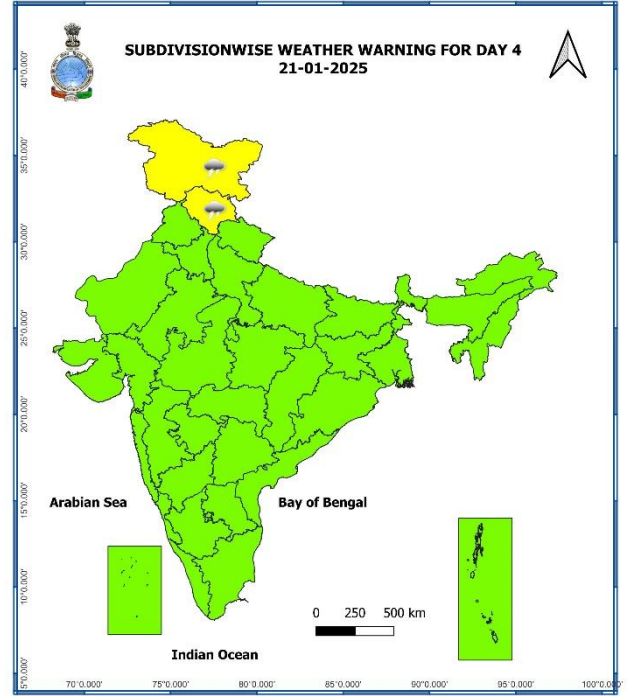 SUBDIVISIONWISE WEATHER WARNING FOR DAY 4
21-01-2025
40°0.000'
35°0.000'
30°0.000'
25°0.000'
20°0.000'
15°0.000'
10°0.000'
5°0.000'
Arabian Sea
Bay of Bengal
0 250 500 km
Indian Ocean
70°0.000' 75°0.000' 80°0.000' 85°0.000' 90°0.000' 95°0.000' 100°0.000'